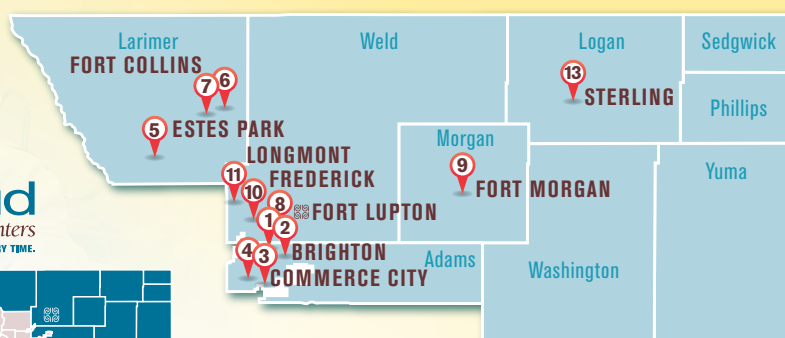 Larimer
Weld
Logan
Sedgwick
FORT COLLINS
7
6
13
STERLING
Phillips
5
ESTES PARK
Morgan
LONGMONT
9
FORT MORGAN
Yuma
11
FREDERICK
10
8
FORT LUPTON
1
2
BRIGHTON
Adams
4
3
COMMERCE CITY
Washington